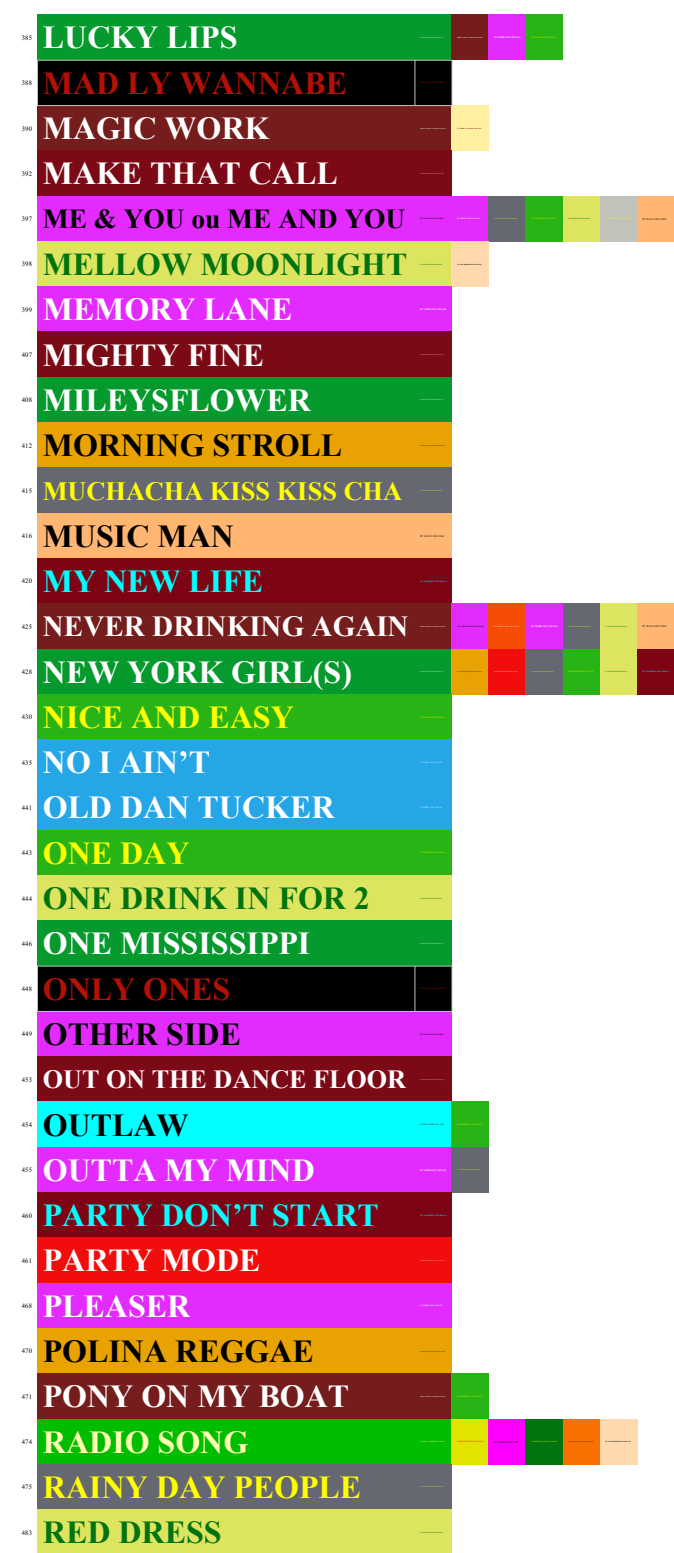 385 LUCKY LIPS
388 MAD LY WANNABE
390 MAGIC WORK
392 MAKE THAT CALL
397 ME & YOU ou ME AND YOU
398 MELLOW MOONLIGHT
399 MEMORY LANE
407 MIGHTY FINE
408 MILEYSFLOWER
412 MORNING STROLL
415 MUCHACHA KISS KISS CHA
416 MUSIC MAN
420 MY NEW LIFE
425 NEVER DRINKING AGAIN
428 NEW YORK GIRL(S)
430 NICE AND EASY
435 NO I AIN’T
441 OLD DAN TUCKER
443 ONE DAY
444 ONE DRINK IN FOR 2
446 ONE MISSISSIPPI
448 ONLY ONES
449 OTHER SIDE
453 OUT ON THE DANCE FLOOR
454 OUTLAW
455 OUTTA MY MIND
460 PARTY DON’T START
461 PARTY MODE
468 PLEASER
470 POLINA REGGAE
471 PONY ON MY BOAT
474 RADIO SONG
475 RAINY DAY PEOPLE
483 RED DRESS